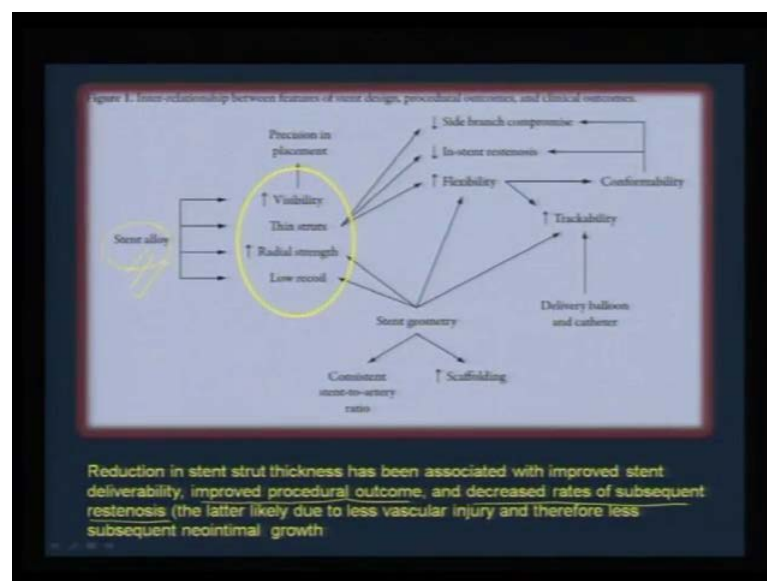 Figure 1. Inter-relationship between features of stent design, procedural outcomes, and clinical outcomes.
Precision in
placement
↑ Visibility
Thin struts
↑ Radial strength
Low recoil
Stent alloy
↓ Side branch compromise
↓ In-stent restenosis
↑ Flexibility
Conformability
↑ Trackability
Delivery balloon
and catheter
Stent geometry
Consistent
stent-to-artery
ratio
↑ Scaffolding
Reduction in stent strut thickness has been associated with improved stent
deliverability, improved procedural outcome, and decreased rates of subsequent
restenosis (the latter likely due to less vascular injury and therefore less
subsequent neointimal growth